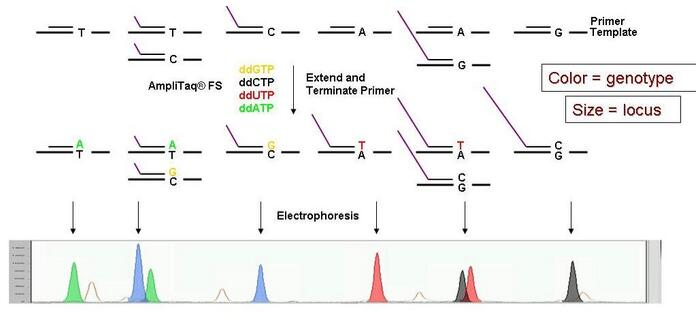 T T C A A G Primer
Template
C G
AmpliTaq® FS
ddGTP
ddCTP
ddUTP
ddATP
Extend and
Terminate Primer
Color = genotype
Size = locus
A A G T T C
T T C A A G
G C
C G
Electrophoresis